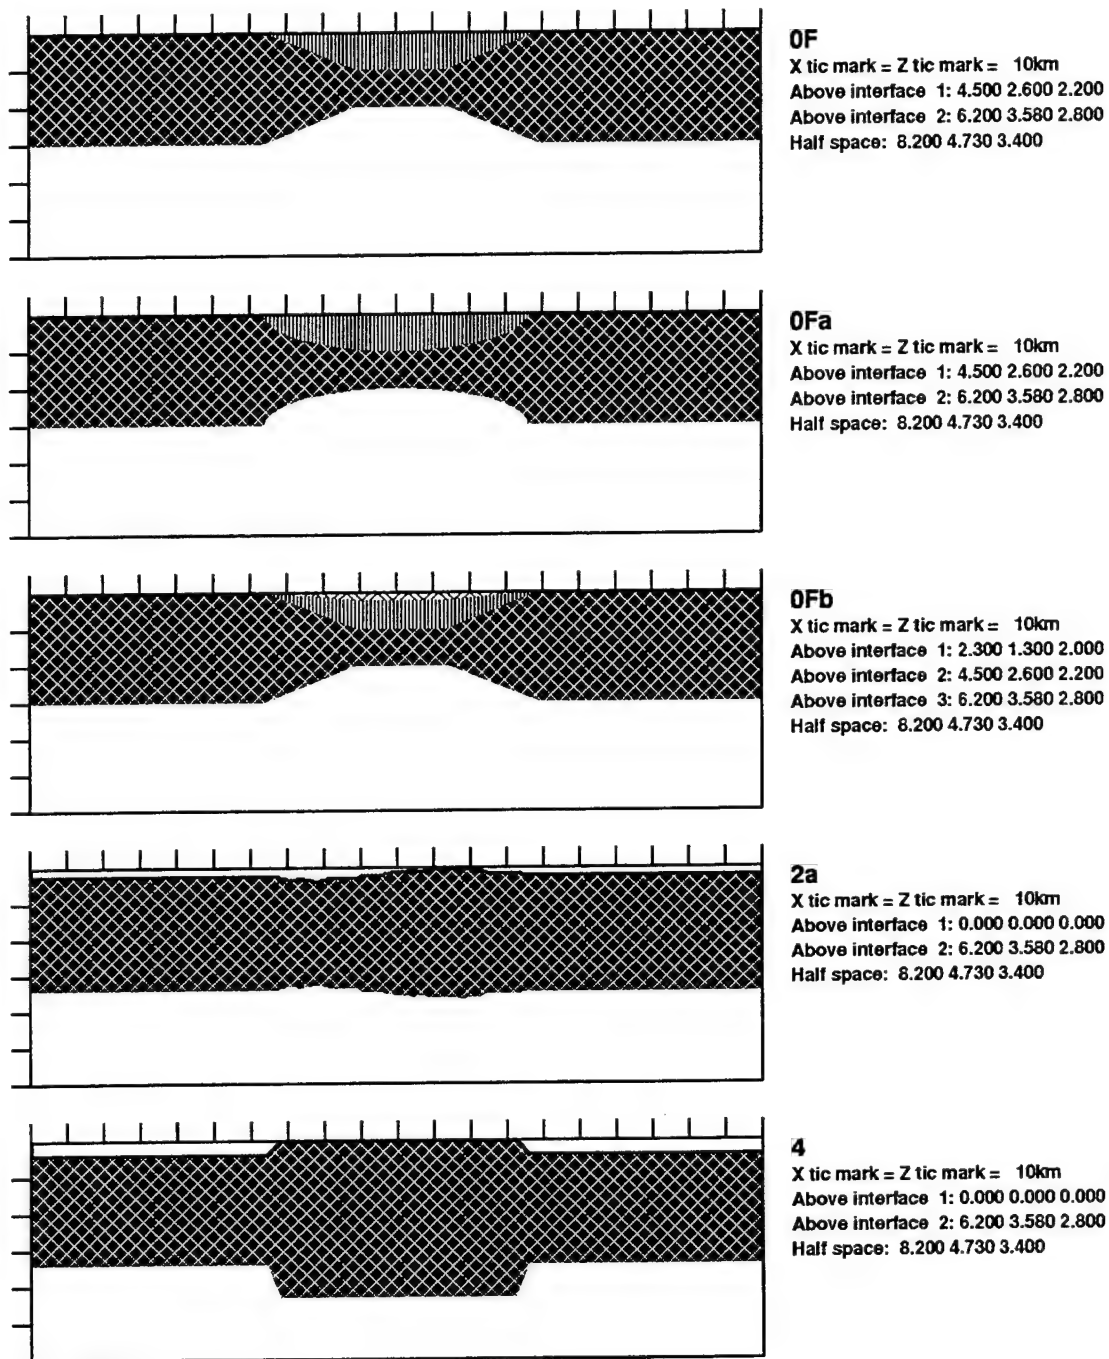 0F
X tic mark = Z tic mark = 10km
Above interface 1: 4.500 2.600 2.200
Above interface 2: 6.200 3.580 2.800
Half space: 8.200 4.730 3.400
0Fa
X tic mark = Z tic mark = 10km
Above interface 1: 4.500 2.600 2.200
Above interface 2: 6.200 3.580 2.800
Half space: 8.200 4.730 3.400
0Fb
X tic mark = Z tic mark = 10km
Above interface 1: 2.300 1.300 2.000
Above interface 2: 4.500 2.600 2.200
Above interface 3: 6.200 3.580 2.800
Half space: 8.200 4.730 3.400
2a
X tic mark = Z tic mark = 10km
Above interface 1: 0.000 0.000 0.000
Above interface 2: 6.200 3.580 2.800
Half space: 8.200 4.730 3.400
4
X tic mark = Z tic mark = 10km
Above interface 1: 0.000 0.000 0.000
Above interface 2: 6.200 3.580 2.800
Half space: 8.200 4.730 3.400